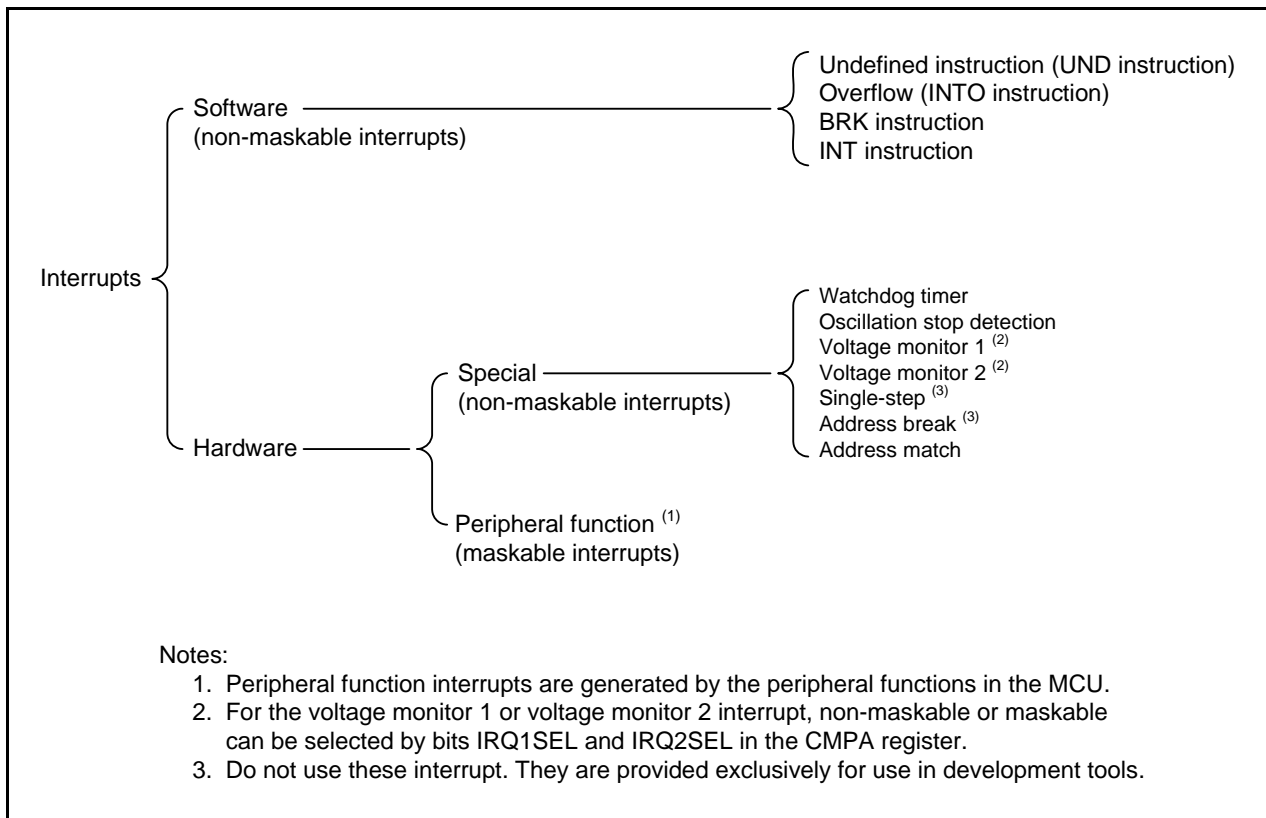 Undefined instruction (UND instruction)
Overflow (INTO instruction)
BRK instruction
INT instruction
Software
(non-maskable interrupts)
Interrupts
Watchdog timer
Oscillation stop detection
Voltage monitor 1 (2)
Voltage monitor 2 (2)
Single-step (3)
Address break (3)
Address match
Special
(non-maskable interrupts)
Hardware
Peripheral function (1)
(maskable interrupts)
Notes:
1. Peripheral function interrupts are generated by the peripheral functions in the MCU.
2. For the voltage monitor 1 or voltage monitor 2 interrupt, non-maskable or maskable
can be selected by bits IRQ1SEL and IRQ2SEL in the CMPA register.
3. Do not use these interrupt. They are provided exclusively for use in development tools.